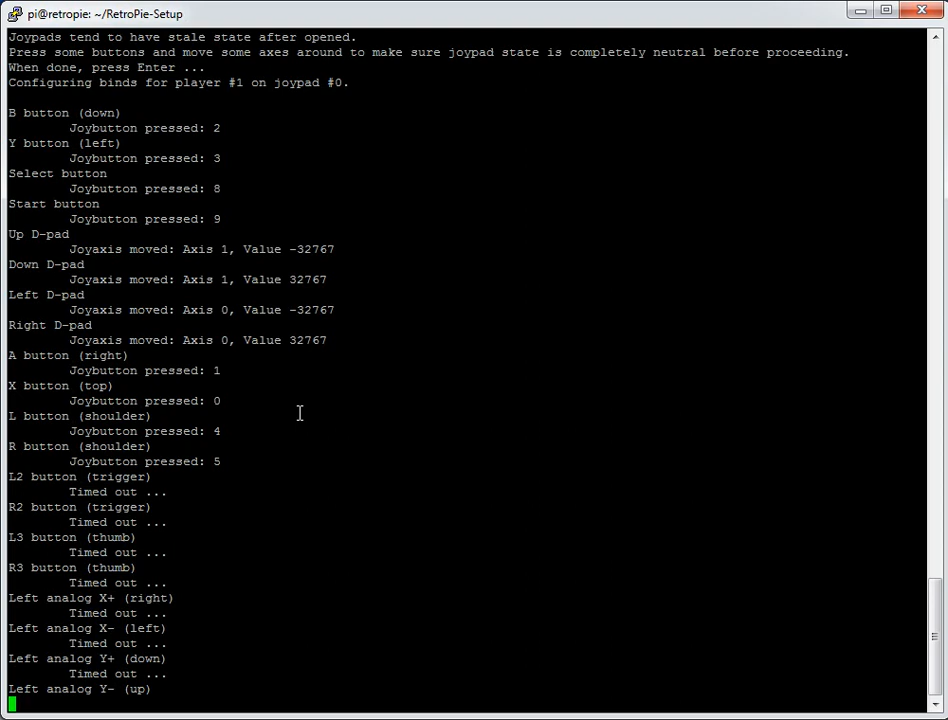 pi@retropie: ~/RetroPie-Setup
Joypads tend to have stale state after opened.
Press some buttons and move some axes around to make sure joypad state is completely neutral before proceeding.
When done, press Enter ...
Configuring binds for player #1 on joypad #0.
B button (down)
Joybutton pressed: 2
Y button (left)
Joybutton pressed: 3
Select button
Joybutton pressed: 8
Start button
Joybutton pressed: 9
Up D-pad
Joyaxis moved: Axis 1, Value -32767
Down D-pad
Joyaxis moved: Axis 1, Value 32767
Left D-pad
Joyaxis moved: Axis 0, Value -32767
Right D-pad
Joyaxis moved: Axis 0, Value 32767
A button (right)
Joybutton pressed: 1
X button (top)
Joybutton pressed: 0
L button (shoulder)
Joybutton pressed: 4
R button (shoulder)
Joybutton pressed: 5
L2 button (trigger)
Timed out ...
R2 button (trigger)
Timed out ...
L3 button (thumb)
Timed out ...
R3 button (thumb)
Timed out ...
Left analog X+ (right)
Timed out ...
Left analog X- (left)
Timed out ...
Left analog Y+ (down)
Timed out ...
Left analog Y- (up)